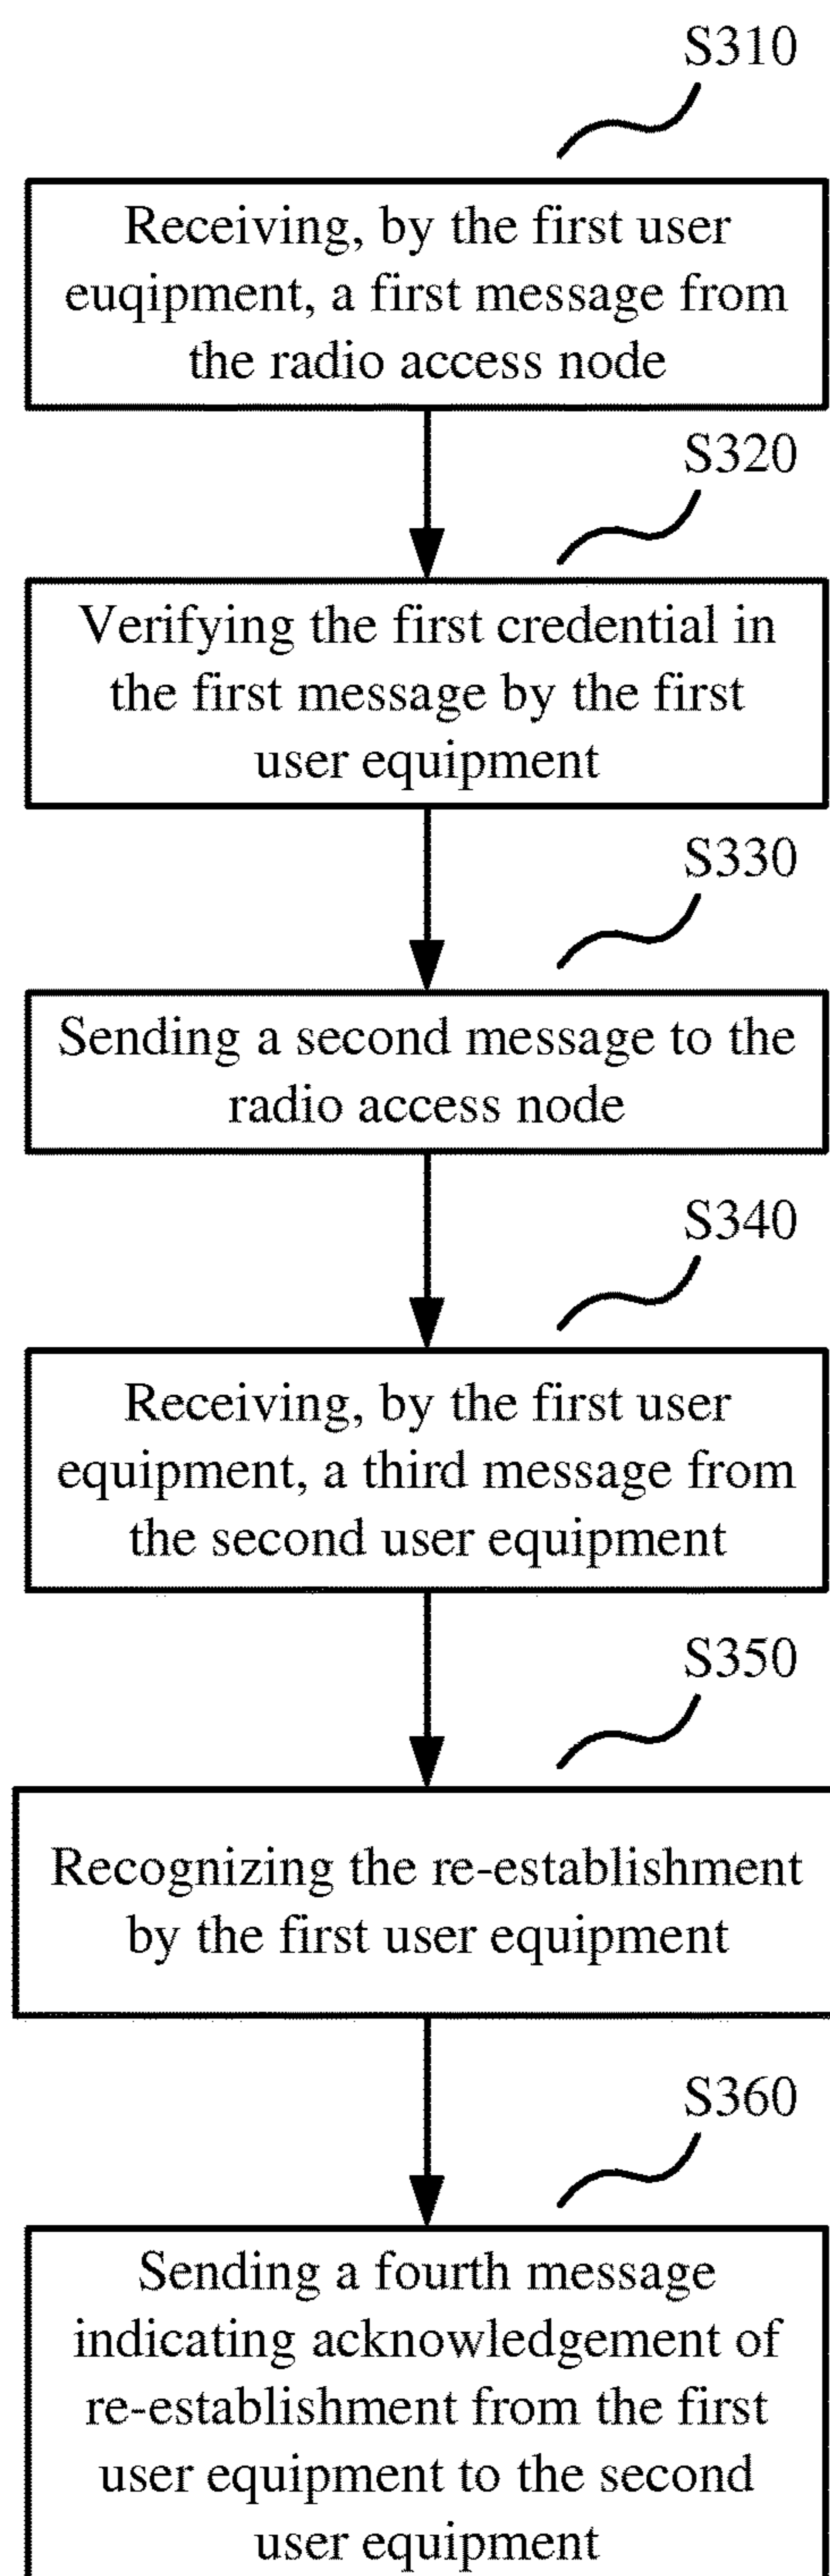 S310
Receiving, by the first user
euqipment, a first message from
the radio access node
S320
Verifying the first credential in
the first message by the first
user equipment
S330
Sending a second message to the
radio access node
S340
Receiving, by the first user
equipment, a third message from
the second user equipment
S350
Recognizing the re-establishment
by the first user equipment
S360
Sending a fourth message
indicating acknowledgement of
re-establishment from the first
user equipment to the second
user equipment